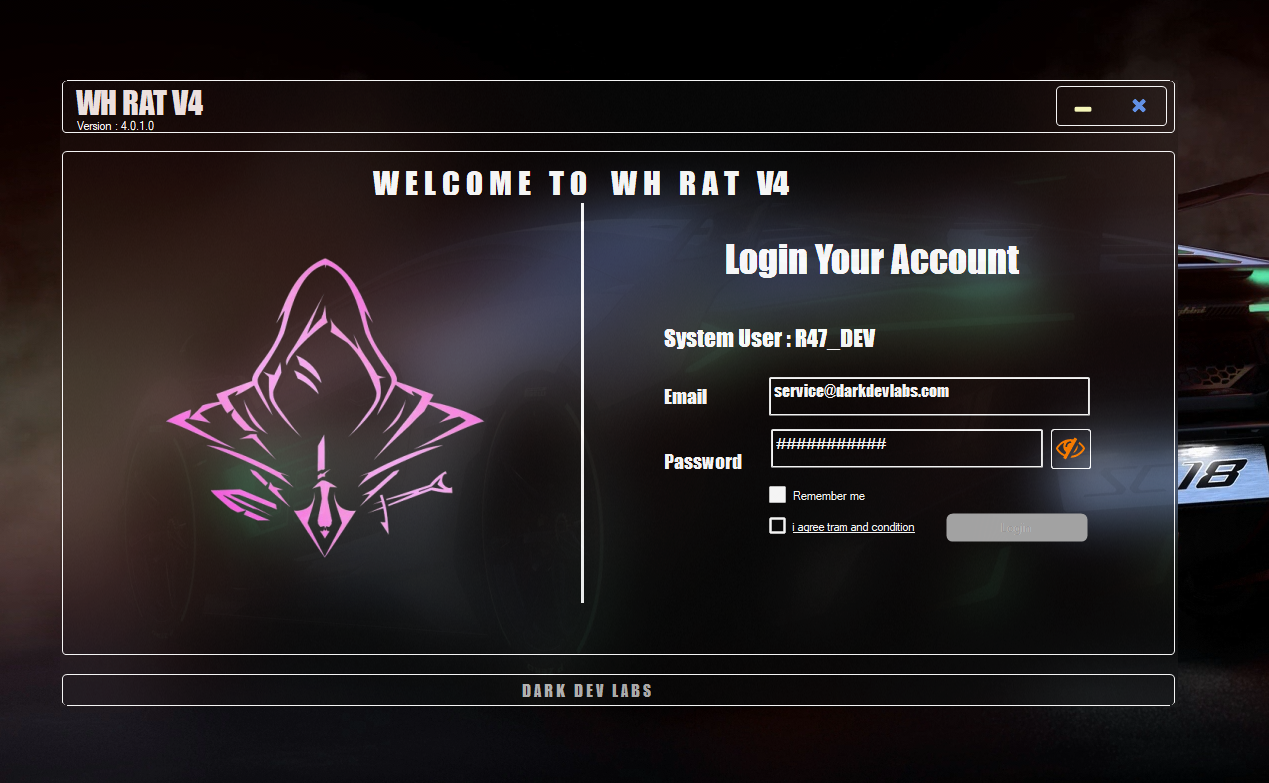 WH RAT V4
Version : 4.0.1.0
WELCOME TO WH RAT V4
Login Your Account
System User : R47_DEV
Email
service@darkdevlabs.com
Password
###########
Remember me
i agree tram and condition
Login
18
DARK DEV LABS